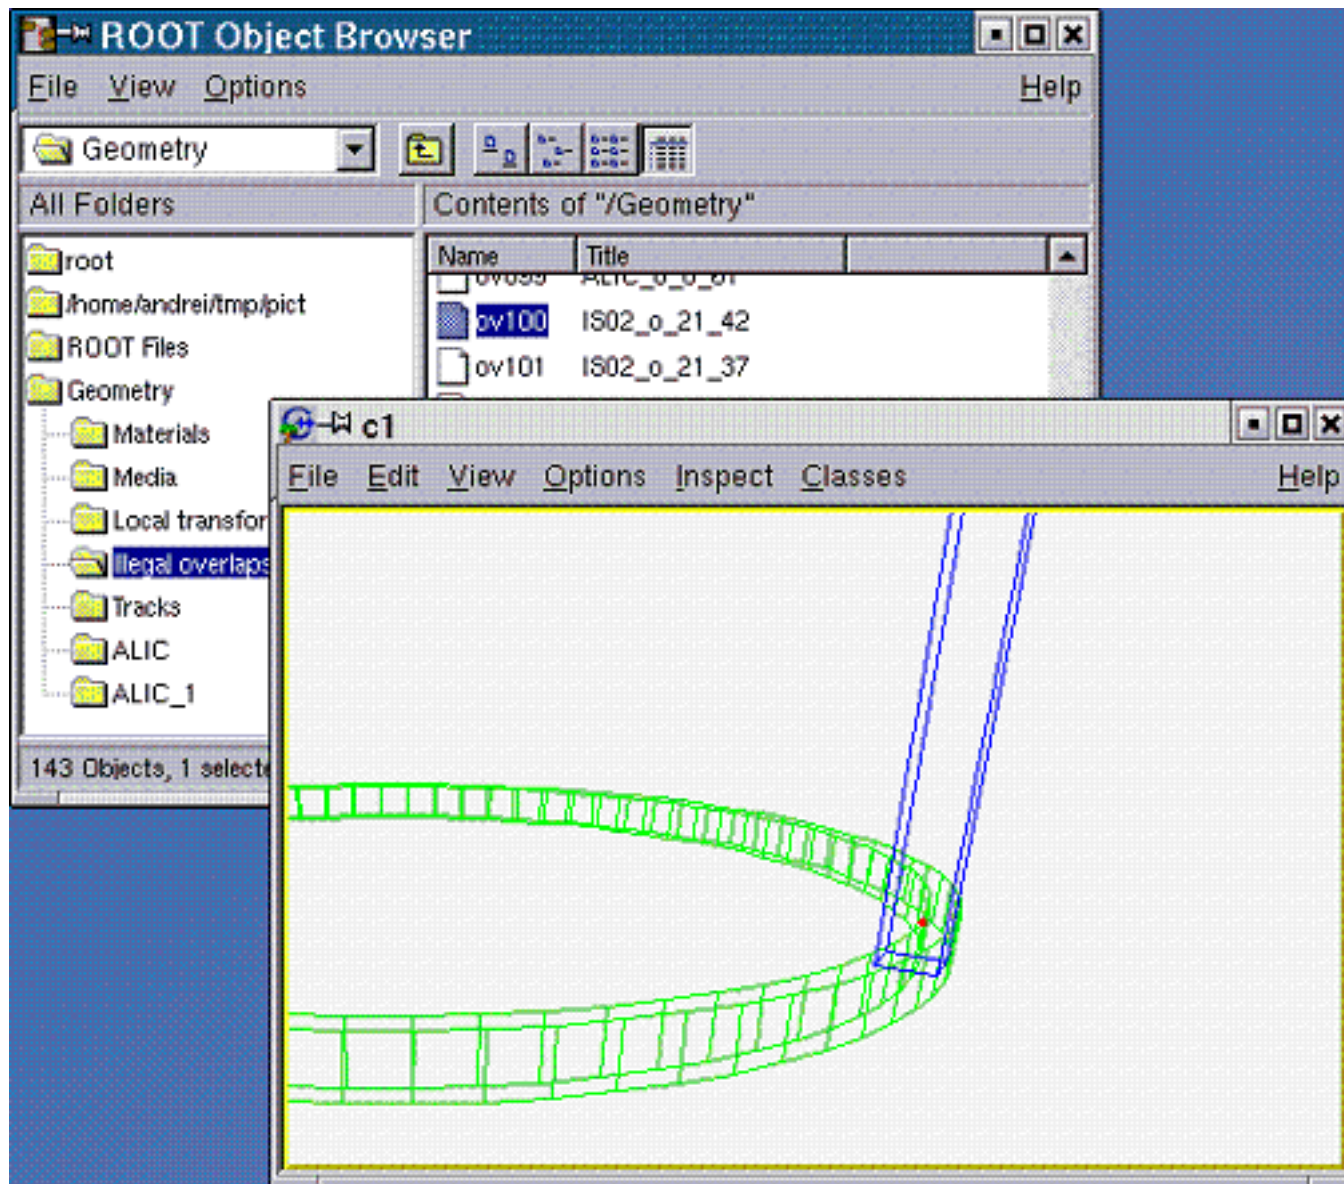 ROOT Object Browser
File View Options Help
Geometry
All Folders
Contents of "/Geometry"
Name Title
root
/home/andrei/tmp/pict
ROOT Files
Geometry
Materials
Media
Local transfor
Illegal overlaps
Tracks
ALIC
ALIC_1
ov099
ov100 IS02_o_21_42
ov101 IS02_o_21_37
143 Objects, 1 selecte
c1
File Edit View Options Inspect Classes Help